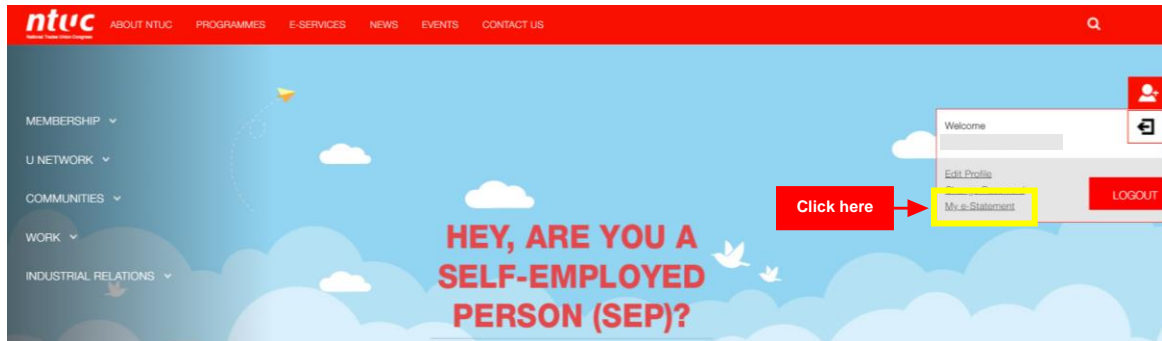 ntuc
National Trades Union Congress
ABOUT NTUC PROGRAMMES E-SERVICES NEWS EVENTS CONTACT US
MEMBERSHIP
U NETWORK
COMMUNITIES
WORK
INDUSTRIAL RELATIONS
Welcome
Edit Profile
My e-Statement
LOGOUT
Click here
HEY, ARE YOU A
SELF-EMPLOYED
PERSON (SEP)?